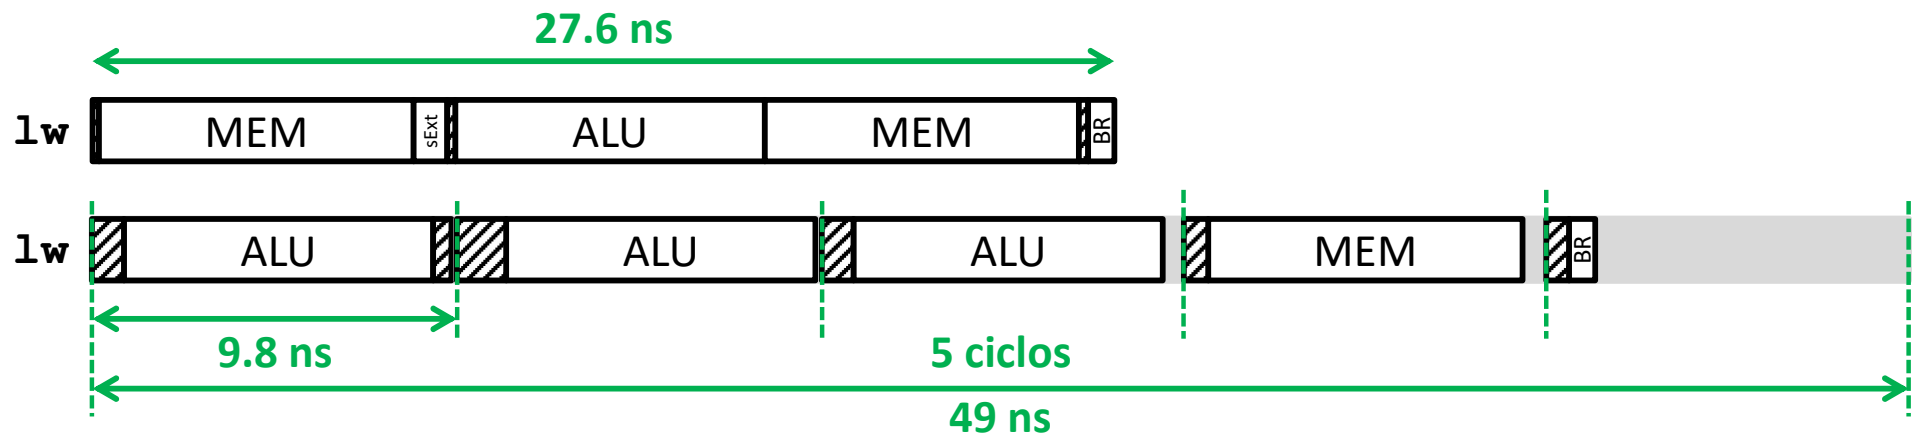 27.6 ns
lw MEM sExt ALU MEM BR
lw ALU ALU ALU MEM BR
9.8 ns 5 ciclos
49 ns